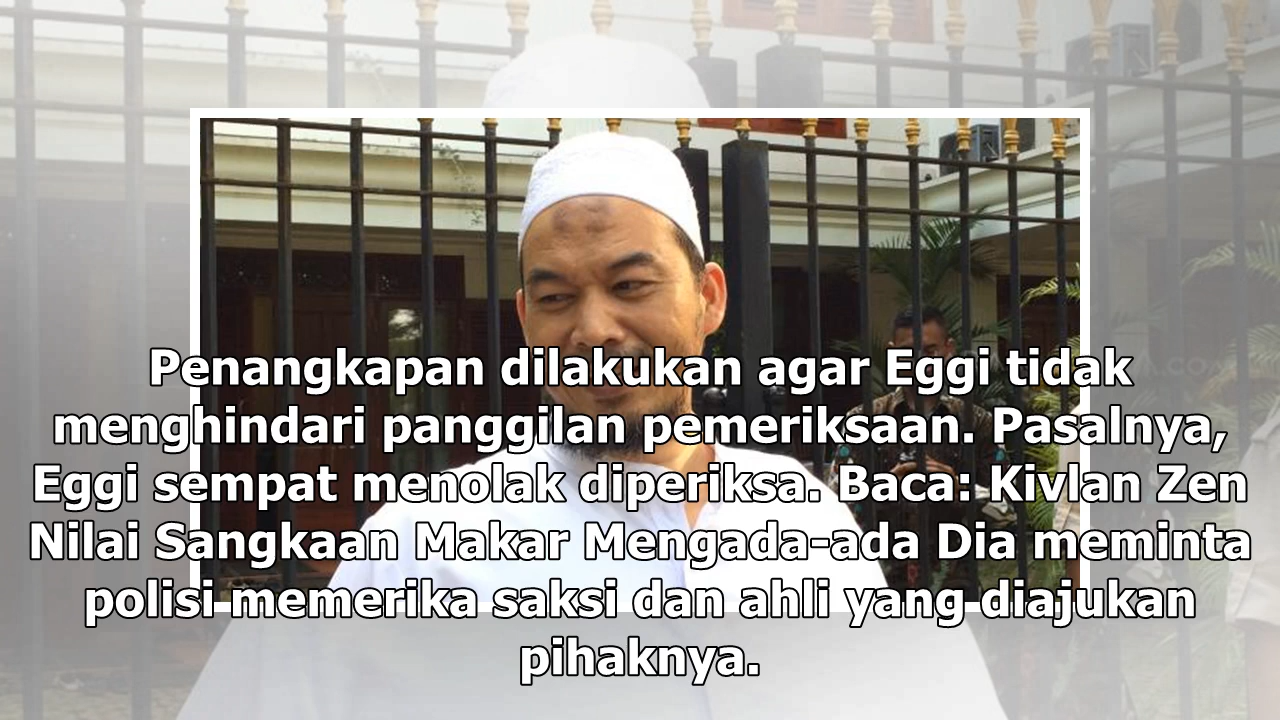 Penangkapan dilakukan agar Eggi tidak
menghindari panggilan pemeriksaan. Pasalnya,
Eggi sempat menolak diperiksa. Baca: Kivlan Zen
Nilai Sangkaan Makar Mengada-ada Dia meminta
polisi memerika saksi dan ahli yang diajukan
pihaknya.